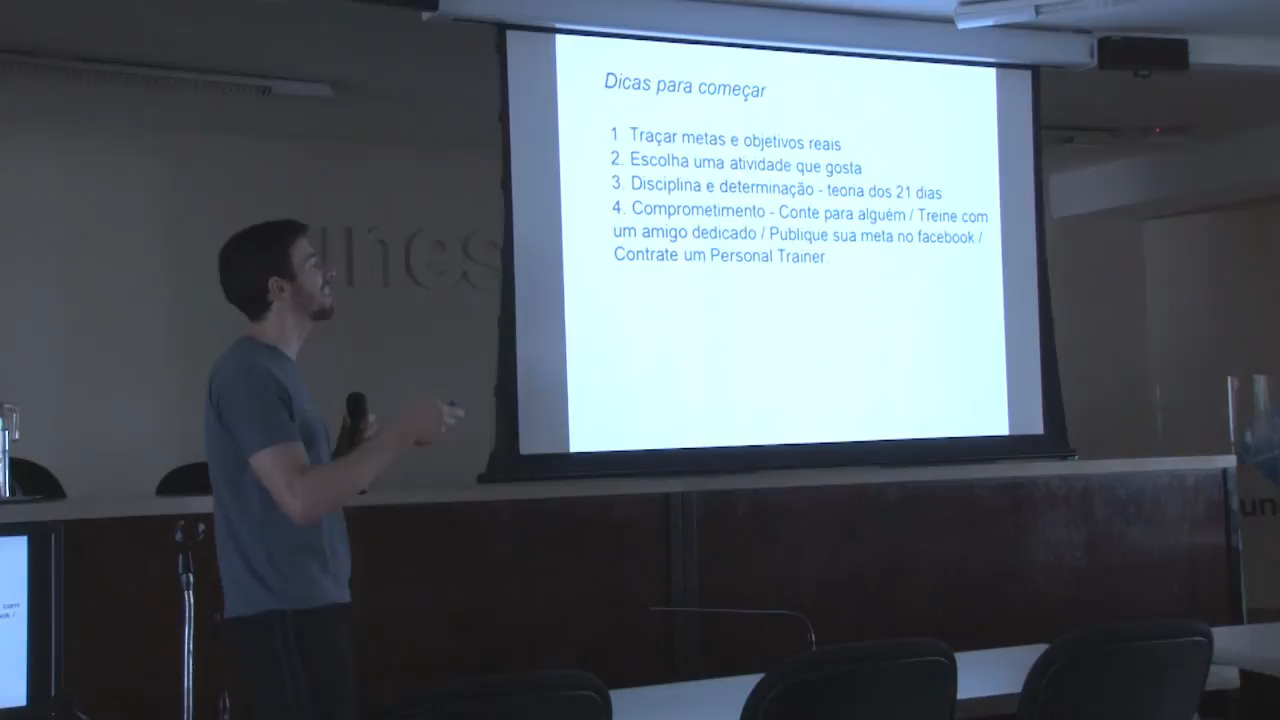 Dicas para começar
1. Traçar metas e objetivos reais
2. Escolha uma atividade que gosta
3. Disciplina e determinação - teoria dos 21 dias
4. Comprometimento - Conte para alguém / Treine com
um amigo dedicado / Publique sua meta no facebook /
Contrate um Personal Trainer
unes
un